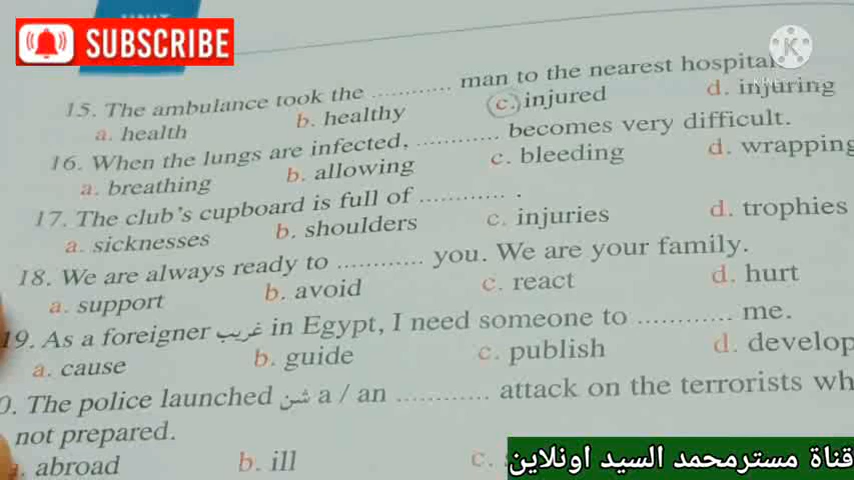 SUBSCRIBE
15. The ambulance took the ............ man to the nearest hospital
a. health b. healthy c. injured d. injuring
16. When the lungs are infected, ............ becomes very difficult.
a. breathing b. allowing c. bleeding d. wrapping
17. The club's cupboard is full of ............ .
a. sicknesses b. shoulders c. injuries d. trophies
18. We are always ready to ............ you. We are your family.
a. support b. avoid c. react d. hurt
19. As a foreigner غريب in Egypt, I need someone to ............ me.
a. cause b. guide c. publish d. develop
0. The police launched شن a / an ............ attack on the terrorists wh
not prepared.
. abroad b. ill c.
قناة مسترمحمد السيد اونلاين